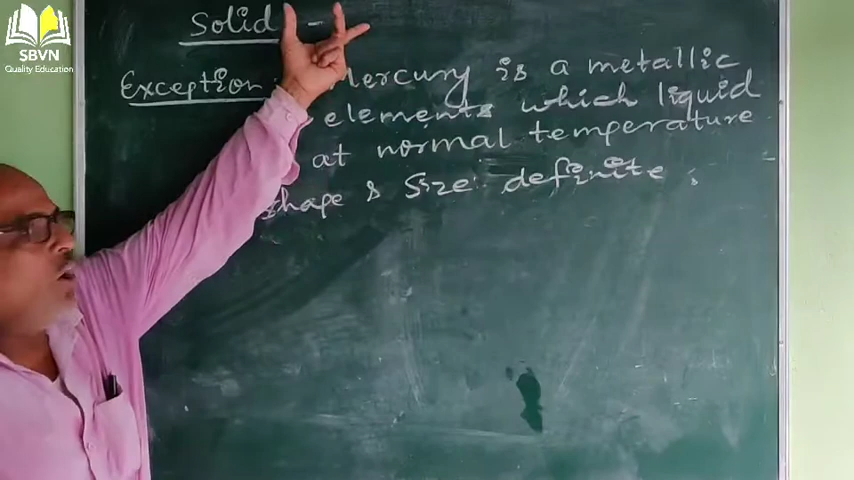 SBVN
Quality Education
Solid -
Exception : Mercury is a metallic
elements which liquid
at normal temperature
shape & Size definite ;